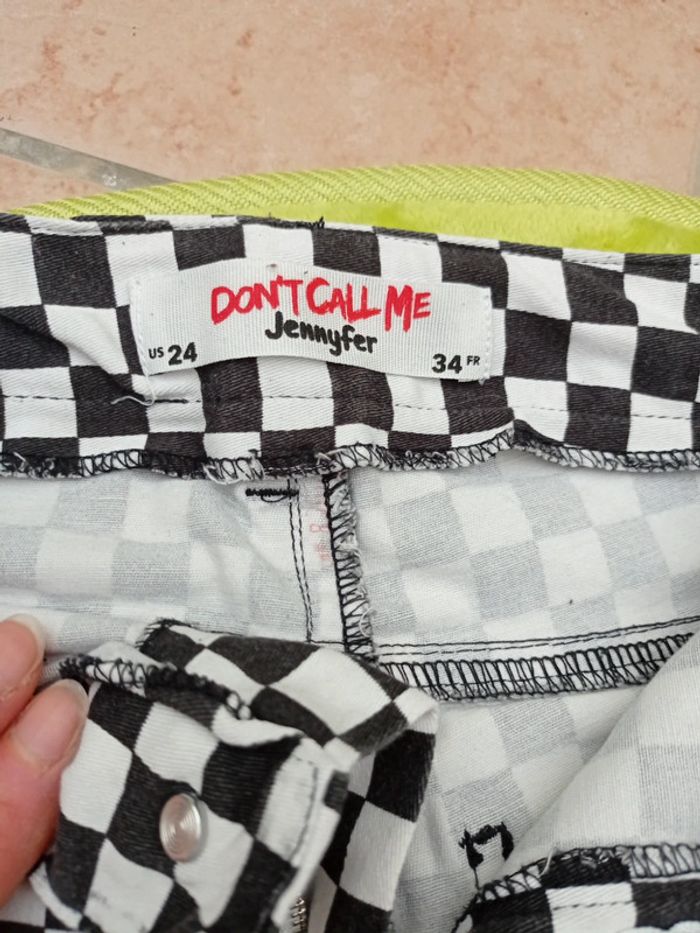 DON'T CALL ME
Jennyfer
US 24
34 FR